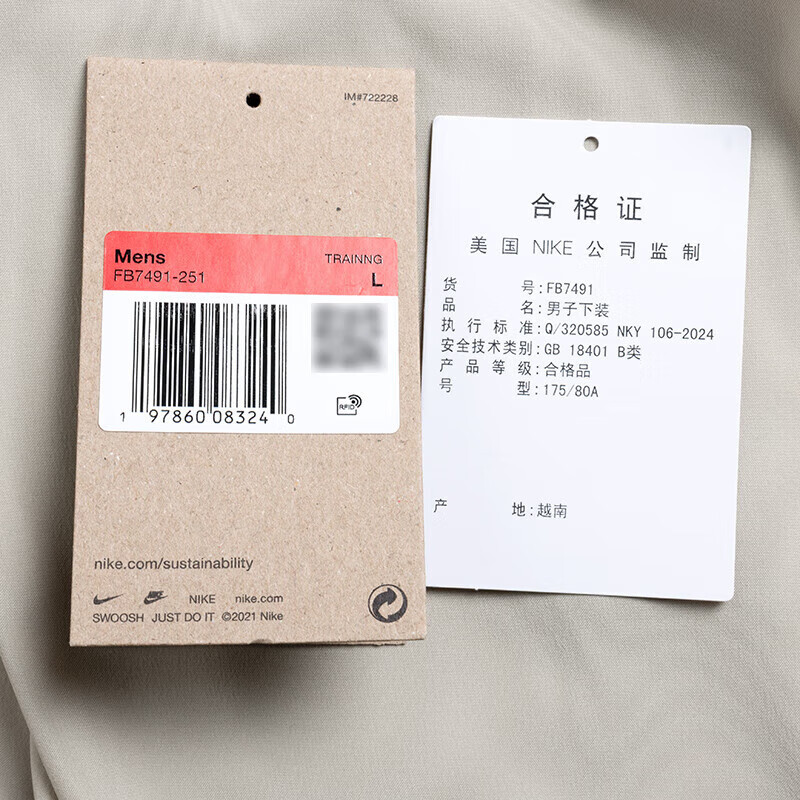 IM#722228
Mens
TRAINNG
FB7491-251
L
1 97860 08324 0
RFID
nike.com/sustainability
NIKE nike.com
SWOOSH JUST DO IT ©2021 Nike
合格证
美国 NIKE 公司监制
货号:FB7491
品名:男子下装
执行标准:Q/320585 NKY 106-2024
安全技术类别:GB 18401 B类
产品等级:合格品
号型:175/80A
产地:越南